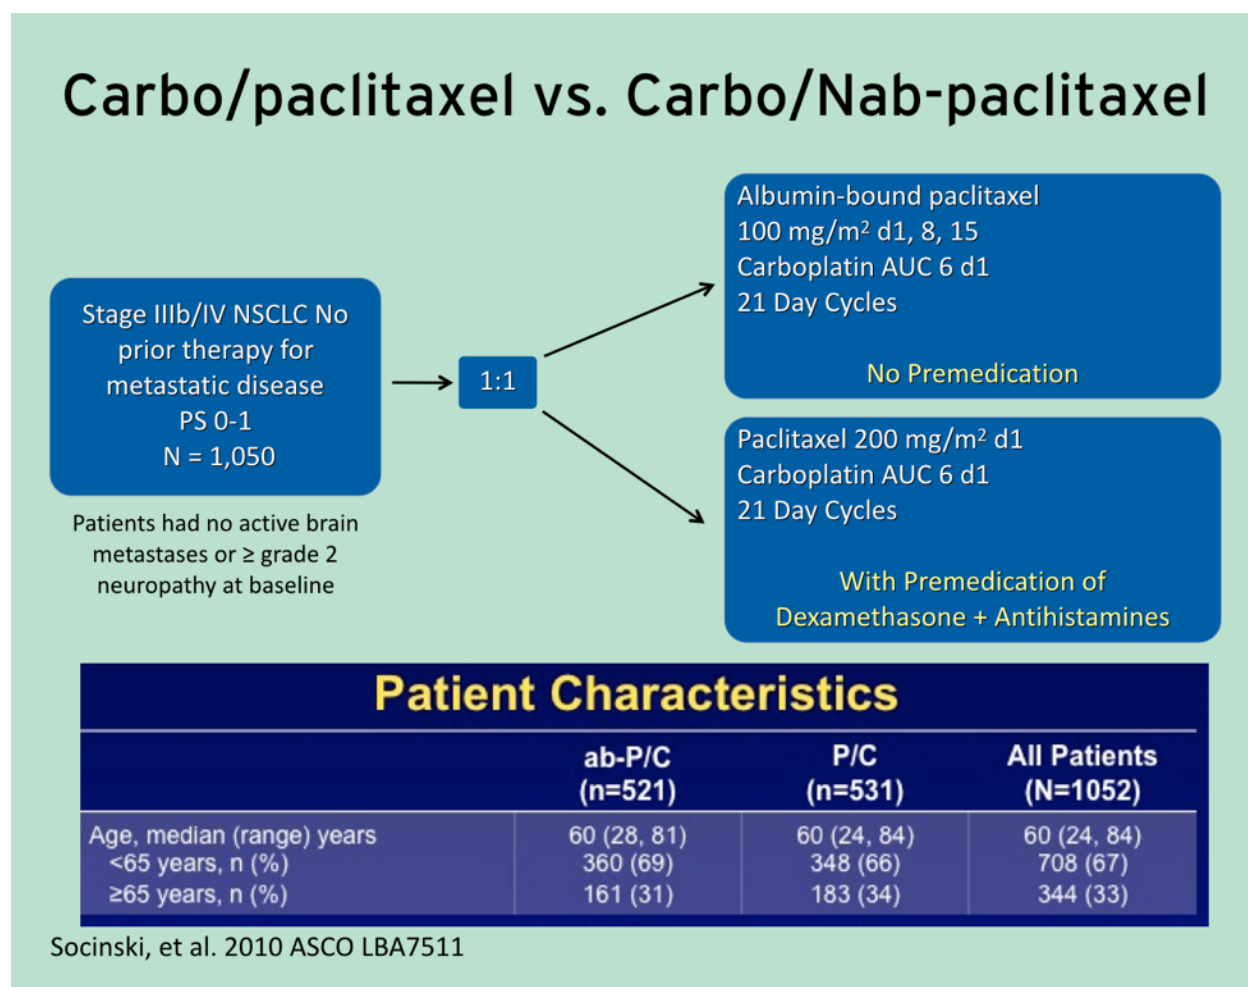 Carbo/paclitaxel vs. Carbo/Nab-paclitaxel
Stage IIIb/IV NSCLC No
prior therapy for
metastatic disease
PS 0-1
N = 1,050
Patients had no active brain
metastases or ≥ grade 2
neuropathy at baseline
1:1
Albumin-bound paclitaxel
100 mg/m² d1, 8, 15
Carboplatin AUC 6 d1
21 Day Cycles
No Premedication
Paclitaxel 200 mg/m² d1
Carboplatin AUC 6 d1
21 Day Cycles
With Premedication of
Dexamethasone + Antihistamines
Patient Characteristics
ab-P/C P/C All Patients
(n=521) (n=531) (N=1052)
Age, median (range) years 60 (28, 81) 60 (24, 84) 60 (24, 84)
<65 years, n (%) 360 (69) 348 (66) 708 (67)
≥65 years, n (%) 161 (31) 183 (34) 344 (33)
Socinski, et al. 2010 ASCO LBA7511